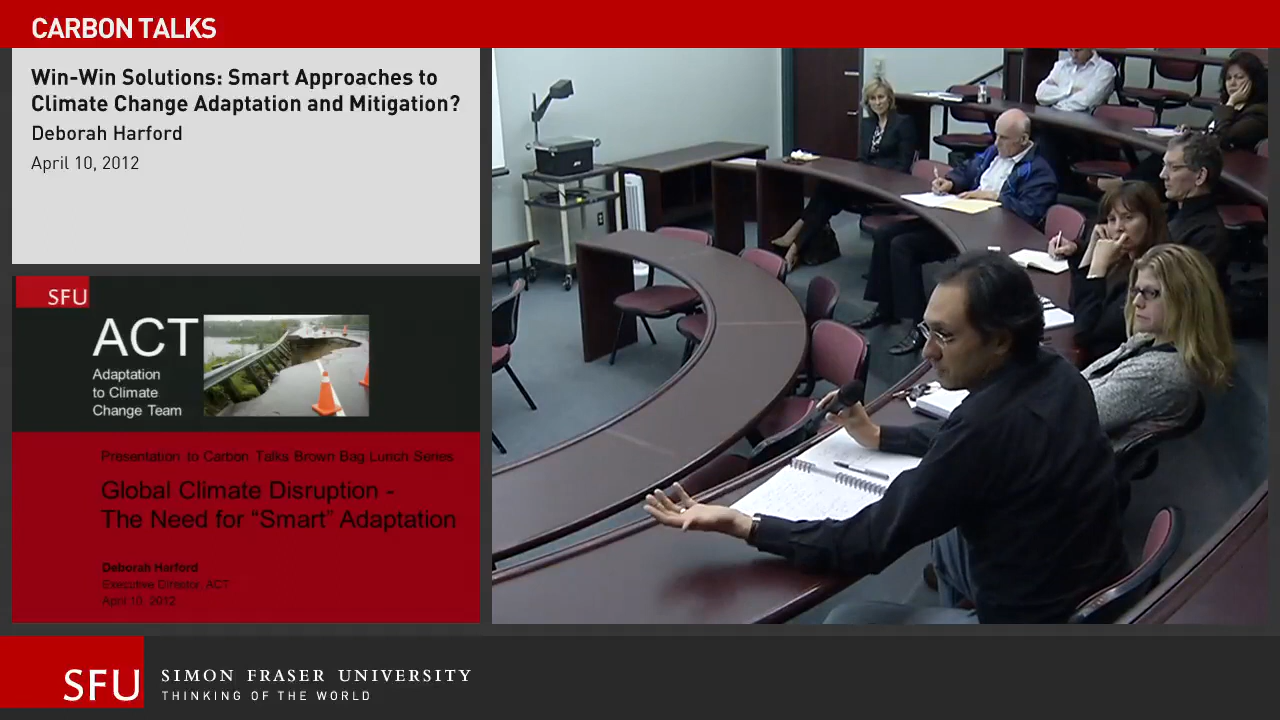 CARBON TALKS
Win-Win Solutions: Smart Approaches to
Climate Change Adaptation and Mitigation?
Deborah Harford
April 10, 2012
SFU
ACT
Adaptation
to Climate
Change Team
Presentation to Carbon Talks Brown Bag Lunch Series
Global Climate Disruption -
The Need for “Smart” Adaptation
Deborah Harford
Executive Director, ACT
April 10, 2012
SFU
SIMON FRASER UNIVERSITY
THINKING OF THE WORLD